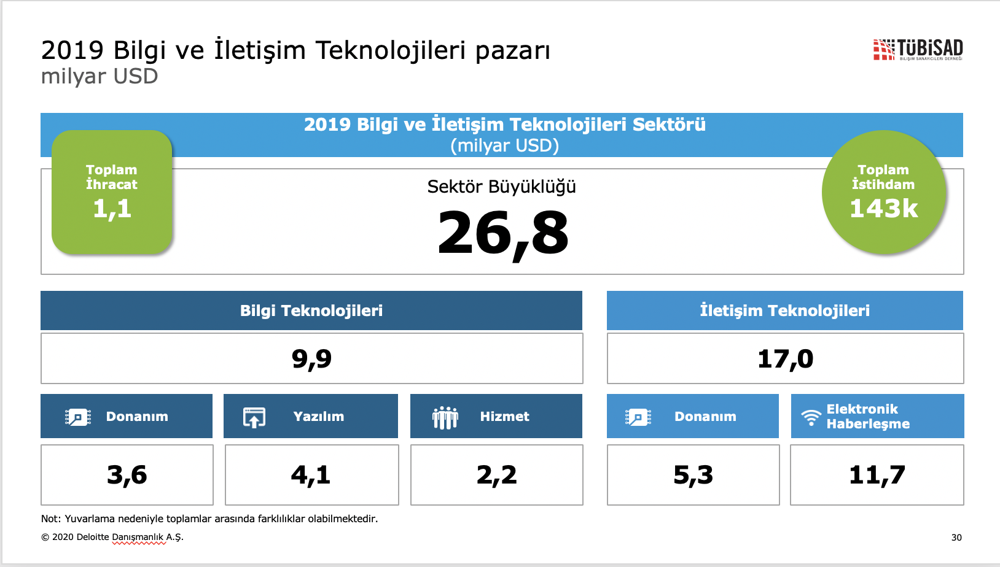 2019 Bilgi ve İletişim Teknolojileri pazarı
milyar USD
TÜBİSAD
BİLİŞİM SANAYİCİLERİ DERNEĞİ
2019 Bilgi ve İletişim Teknolojileri Sektörü
(milyar USD)
Toplam
İhracat
1,1
Sektör Büyüklüğü
26,8
Toplam
İstihdam
143k
Bilgi Teknolojileri
İletişim Teknolojileri
9,9
17,0
Donanım
Yazılım
Hizmet
Donanım
Elektronik
Haberleşme
3,6
4,1
2,2
5,3
11,7
Not: Yuvarlama nedeniyle toplamlar arasında farklılıklar olabilmektedir.
© 2020 Deloitte Danışmanlık A.Ş.
30